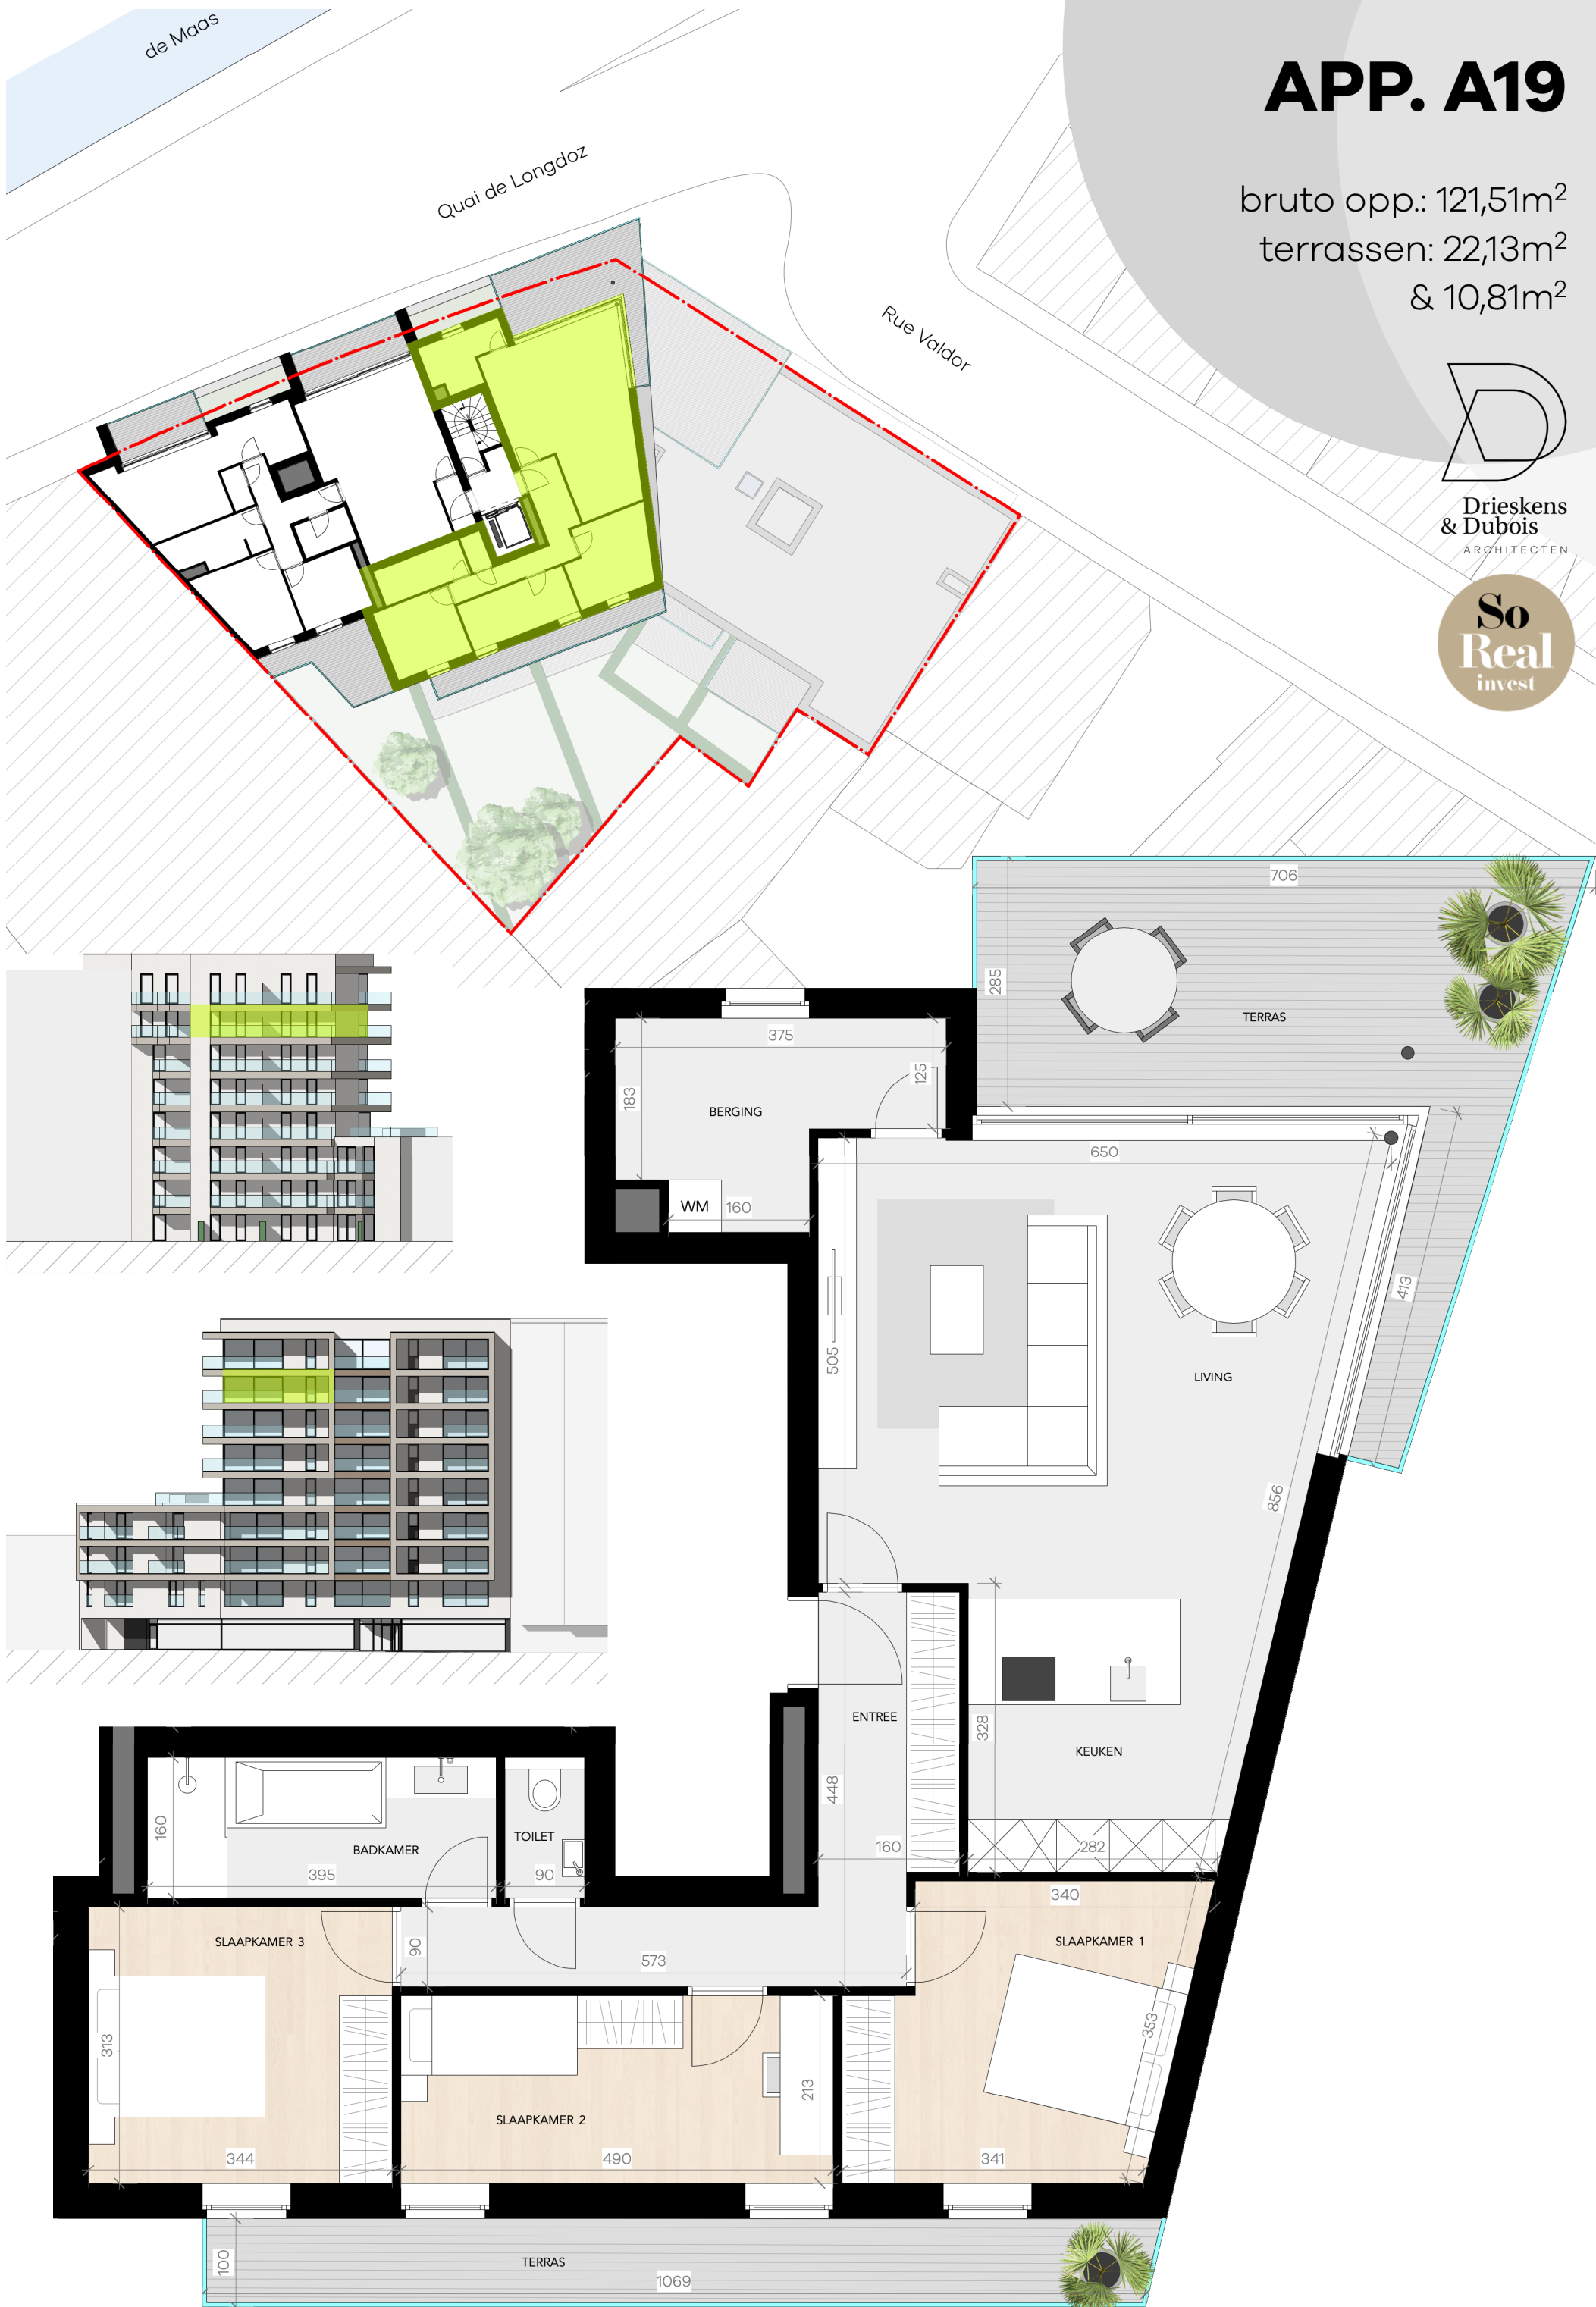 de Maas
Quai de Longdoz
Rue Valdor
APP. A19
bruto opp.: 121,51m²
terrassen: 22,13m²
& 10,81m²
Drieskens
& Dubois
ARCHITECTEN
So
Real
invest
706
285
TERRAS
375
125
183
BERGING
650
WM
160
413
505
LIVING
856
ENTREE
328
KEUKEN
448
160
282
160
BADKAMER
TOILET
395
90
340
SLAAPKAMER 3
90
573
SLAAPKAMER 1
313
353
213
SLAAPKAMER 2
344
490
341
100
TERRAS
1069